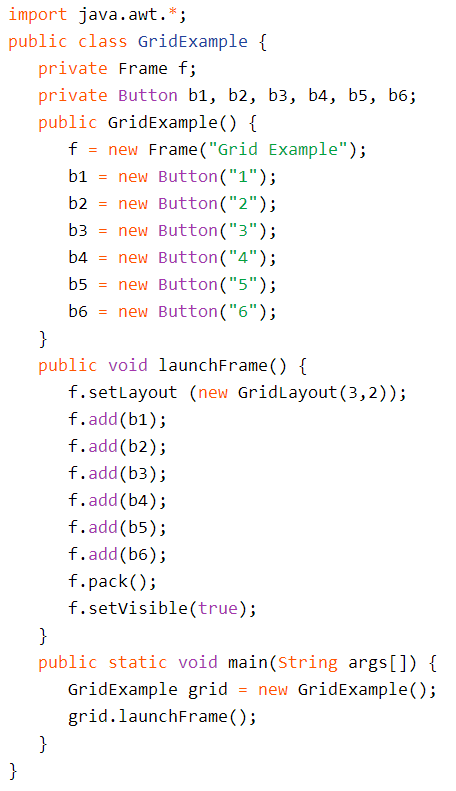 import java.awt.*;
public class GridExample {
   private Frame f;
   private Button b1, b2, b3, b4, b5, b6;
   public GridExample() {
      f = new Frame("Grid Example");
      b1 = new Button("1");
      b2 = new Button("2");
      b3 = new Button("3");
      b4 = new Button("4");
      b5 = new Button("5");
      b6 = new Button("6");
   }
   public void launchFrame() {
      f.setLayout (new GridLayout(3,2));
      f.add(b1);
      f.add(b2);
      f.add(b3);
      f.add(b4);
      f.add(b5);
      f.add(b6);
      f.pack();
      f.setVisible(true);
   }
   public static void main(String args[]) {
      GridExample grid = new GridExample();
      grid.launchFrame();
   }
}